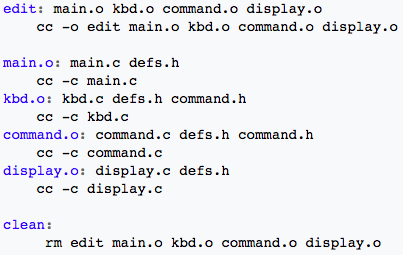 edit: main.o kbd.o command.o display.o
    cc -o edit main.o kbd.o command.o display.o

main.o: main.c defs.h
    cc -c main.c
kbd.o: kbd.c defs.h command.h
    cc -c kbd.c
command.o: command.c defs.h command.h
    cc -c command.c
display.o: display.c defs.h
    cc -c display.c

clean:
     rm edit main.o kbd.o command.o display.o